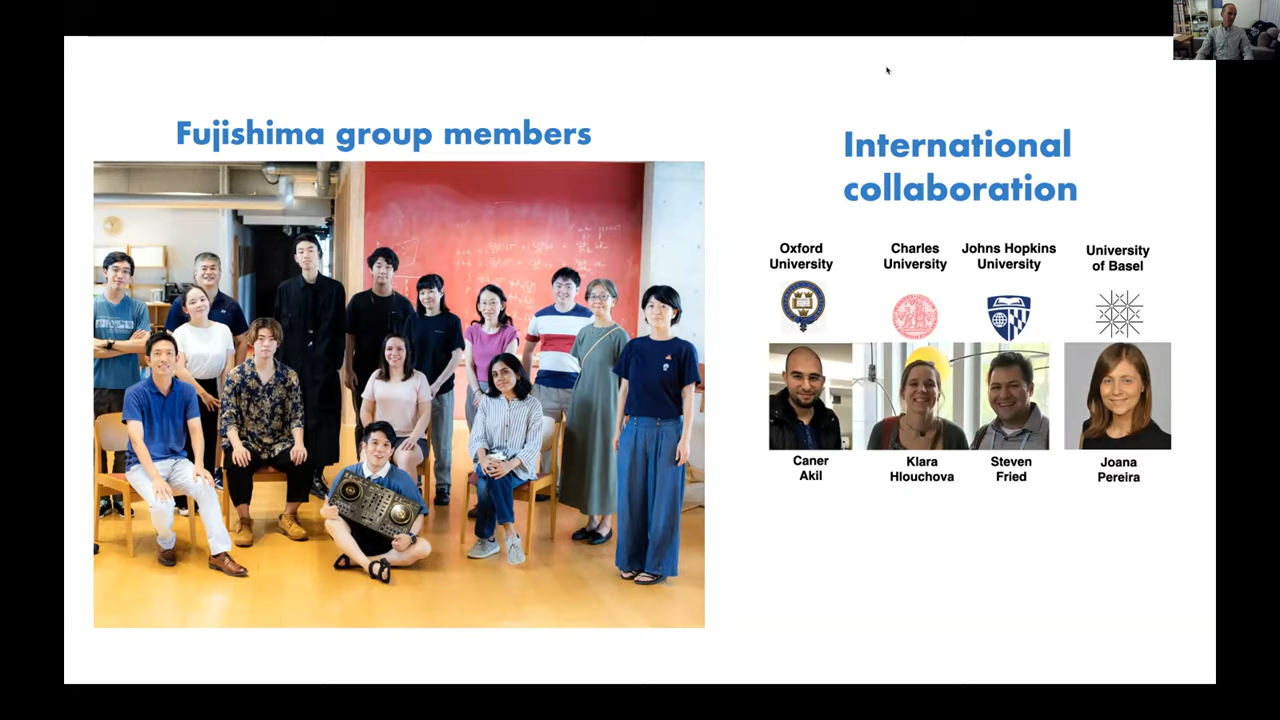 Fujishima group members
International
collaboration
Oxford
University
Charles
University
Johns Hopkins
University
University
of Basel
Caner
Akil
Klara
Hlouchova
Steven
Fried
Joana
Pereira